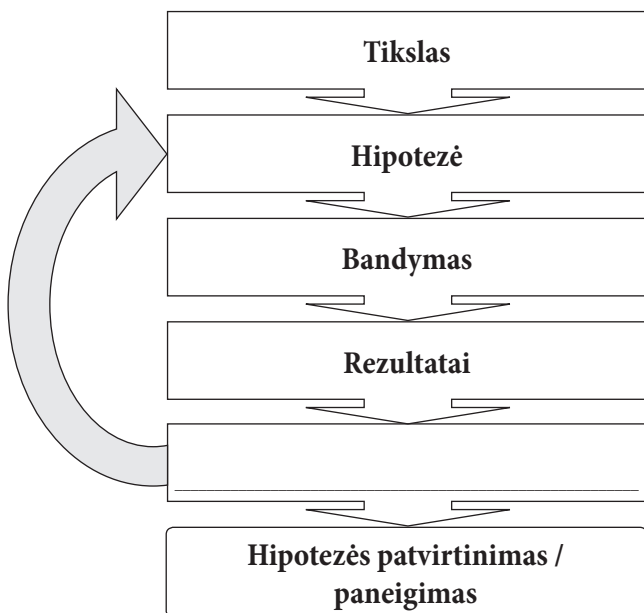 Tikslas
Hipotezė
Bandymas
Rezultatai
Hipotezės patvirtinimas /
paneigimas